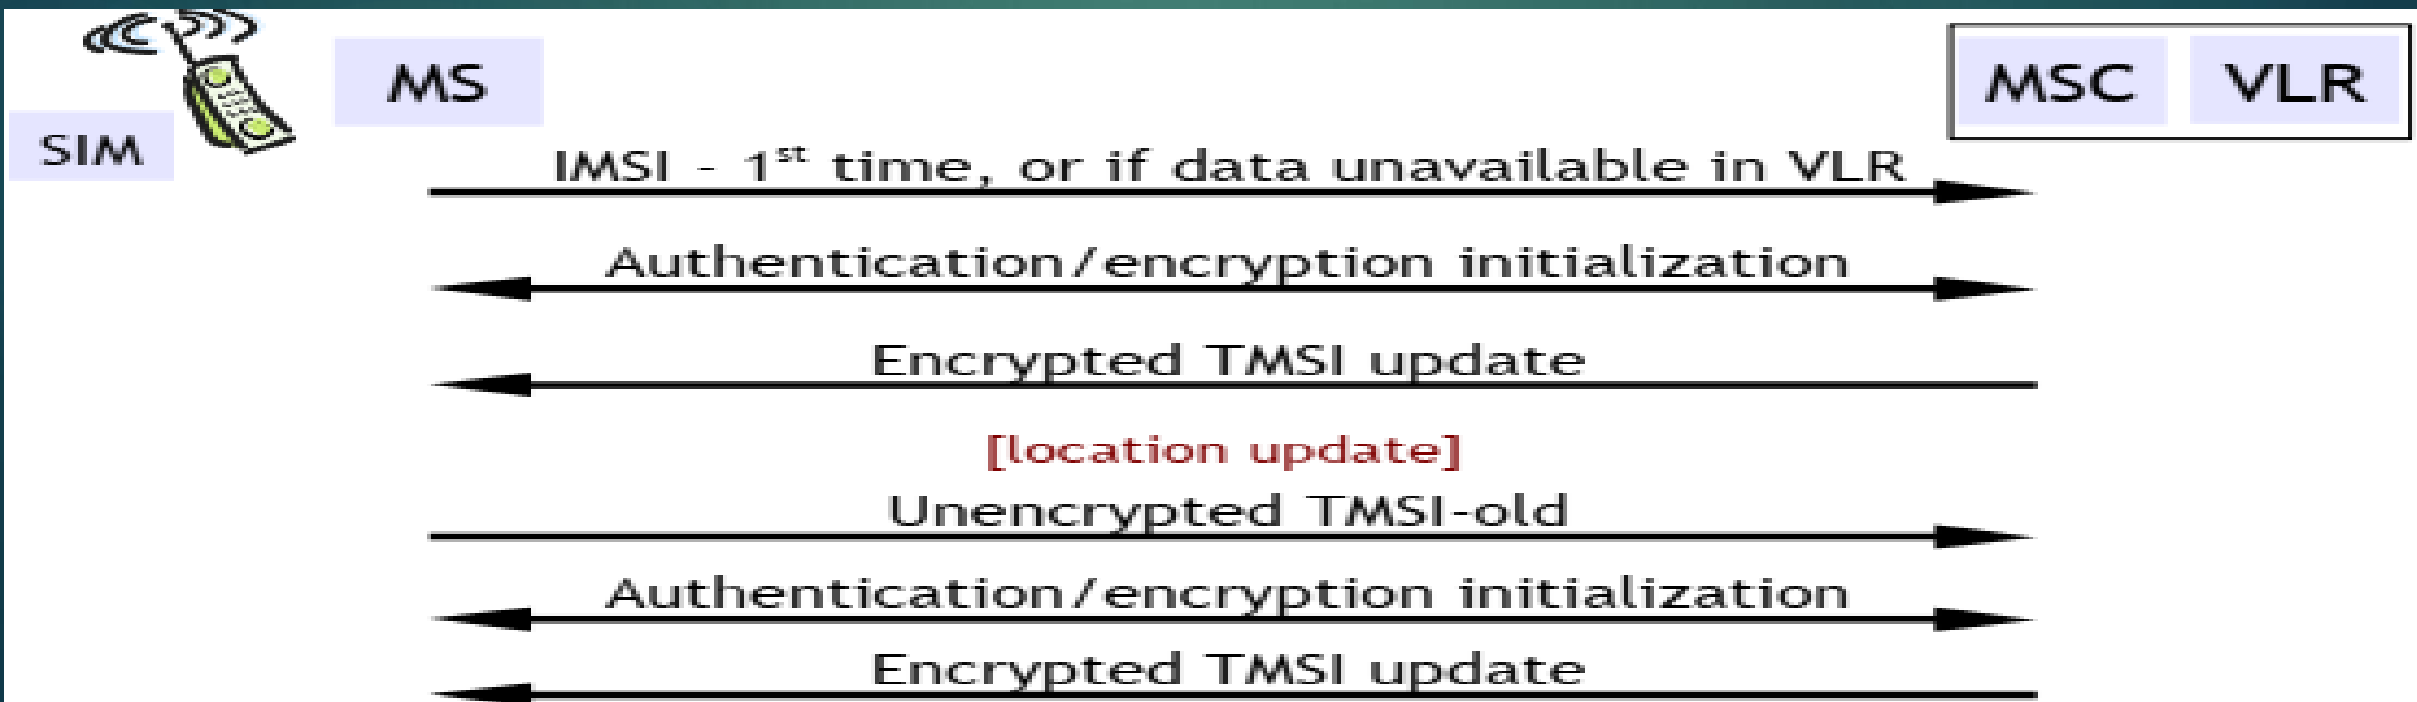 MS
MSC VLR
SIM
IMSI - 1st time, or if data unavailable in VLR
Authentication/encryption initialization
Encrypted TMSI update
[location update]
Unencrypted TMSI-old
Authentication/encryption initialization
Encrypted TMSI update